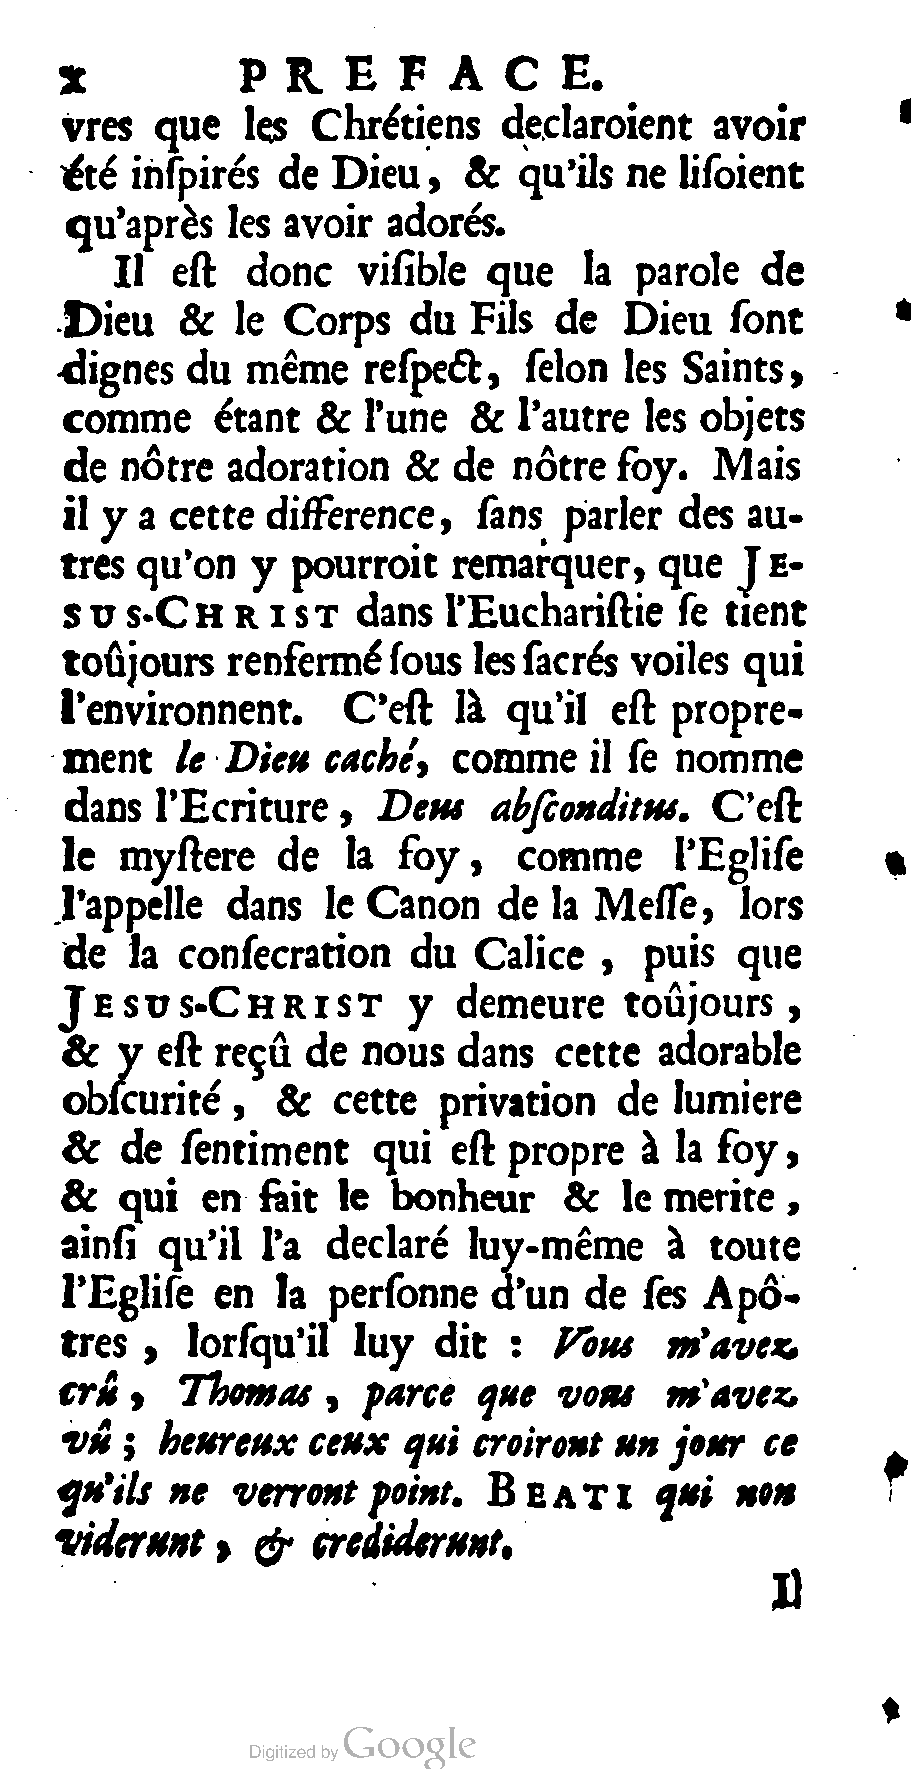 x PREFACE.
vres que les Chrétiens declaroient avoir
été inſpirés de Dieu, & qu'ils ne liſoient
qu'après les avoir adorés.
Il eſt donc viſible que la parole de
Dieu & le Corps du Fils de Dieu ſont
dignes du même reſpect, ſelon les Saints,
comme étant & l'une & l'autre les objets
de nôtre adoration & de nôtre foy. Mais
il y a cette difference, ſans parler des au-
tres qu'on y pourroit remarquer, que JE-
SUS-CHRIST dans l'Euchariſtie ſe tient
toûjours renfermé ſous les ſacrés voiles qui
l'environnent. C'eſt là qu'il eſt propre-
ment le Dieu caché, comme il ſe nomme
dans l'Ecriture, Deus abſconditus. C'eſt
le myſtere de la foy, comme l'Egliſe
l'appelle dans le Canon de la Meſſe, lors
de la conſecration du Calice, puis que
JESUS-CHRIST y demeure toûjours,
& y eſt reçû de nous dans cette adorable
obſcurité, & cette privation de lumiere
& de ſentiment qui eſt propre à la foy,
& qui en fait le bonheur & le merite,
ainſi qu'il l'a declaré luy-même à toute
l'Egliſe en la perſonne d'un de ſes Apô-
tres, lorſqu'il luy dit : Vous m'avez
crû, Thomas, parce que vous m'avez
vû ; heureux ceux qui croiront un jour ce
qu'ils ne verront point. BEATI qui non
viderunt, & crediderunt.
Il
Digitized by Google